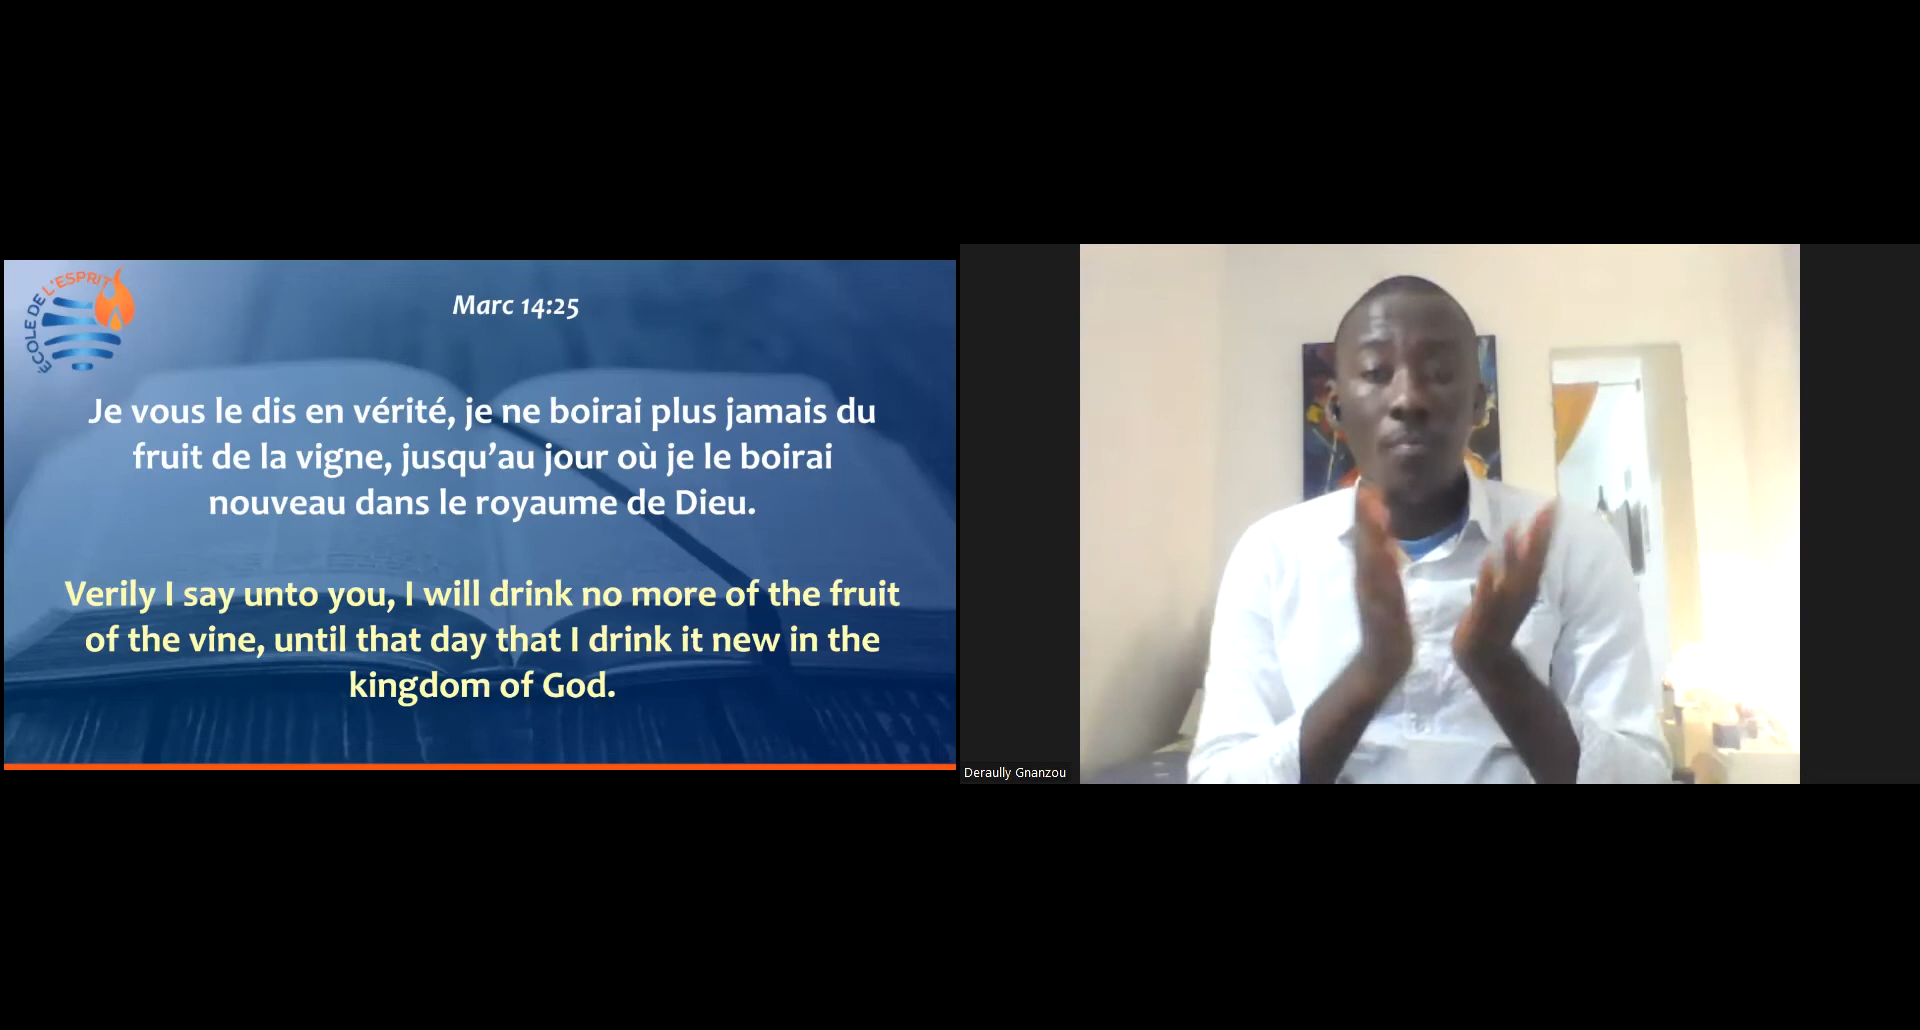 ÉCOLE DE L'ESPRIT
Marc 14:25
Je vous le dis en vérité, je ne boirai plus jamais du
fruit de la vigne, jusqu’au jour où je le boirai
nouveau dans le royaume de Dieu.
Verily I say unto you, I will drink no more of the fruit
of the vine, until that day that I drink it new in the
kingdom of God.
Deraully Gnanzou